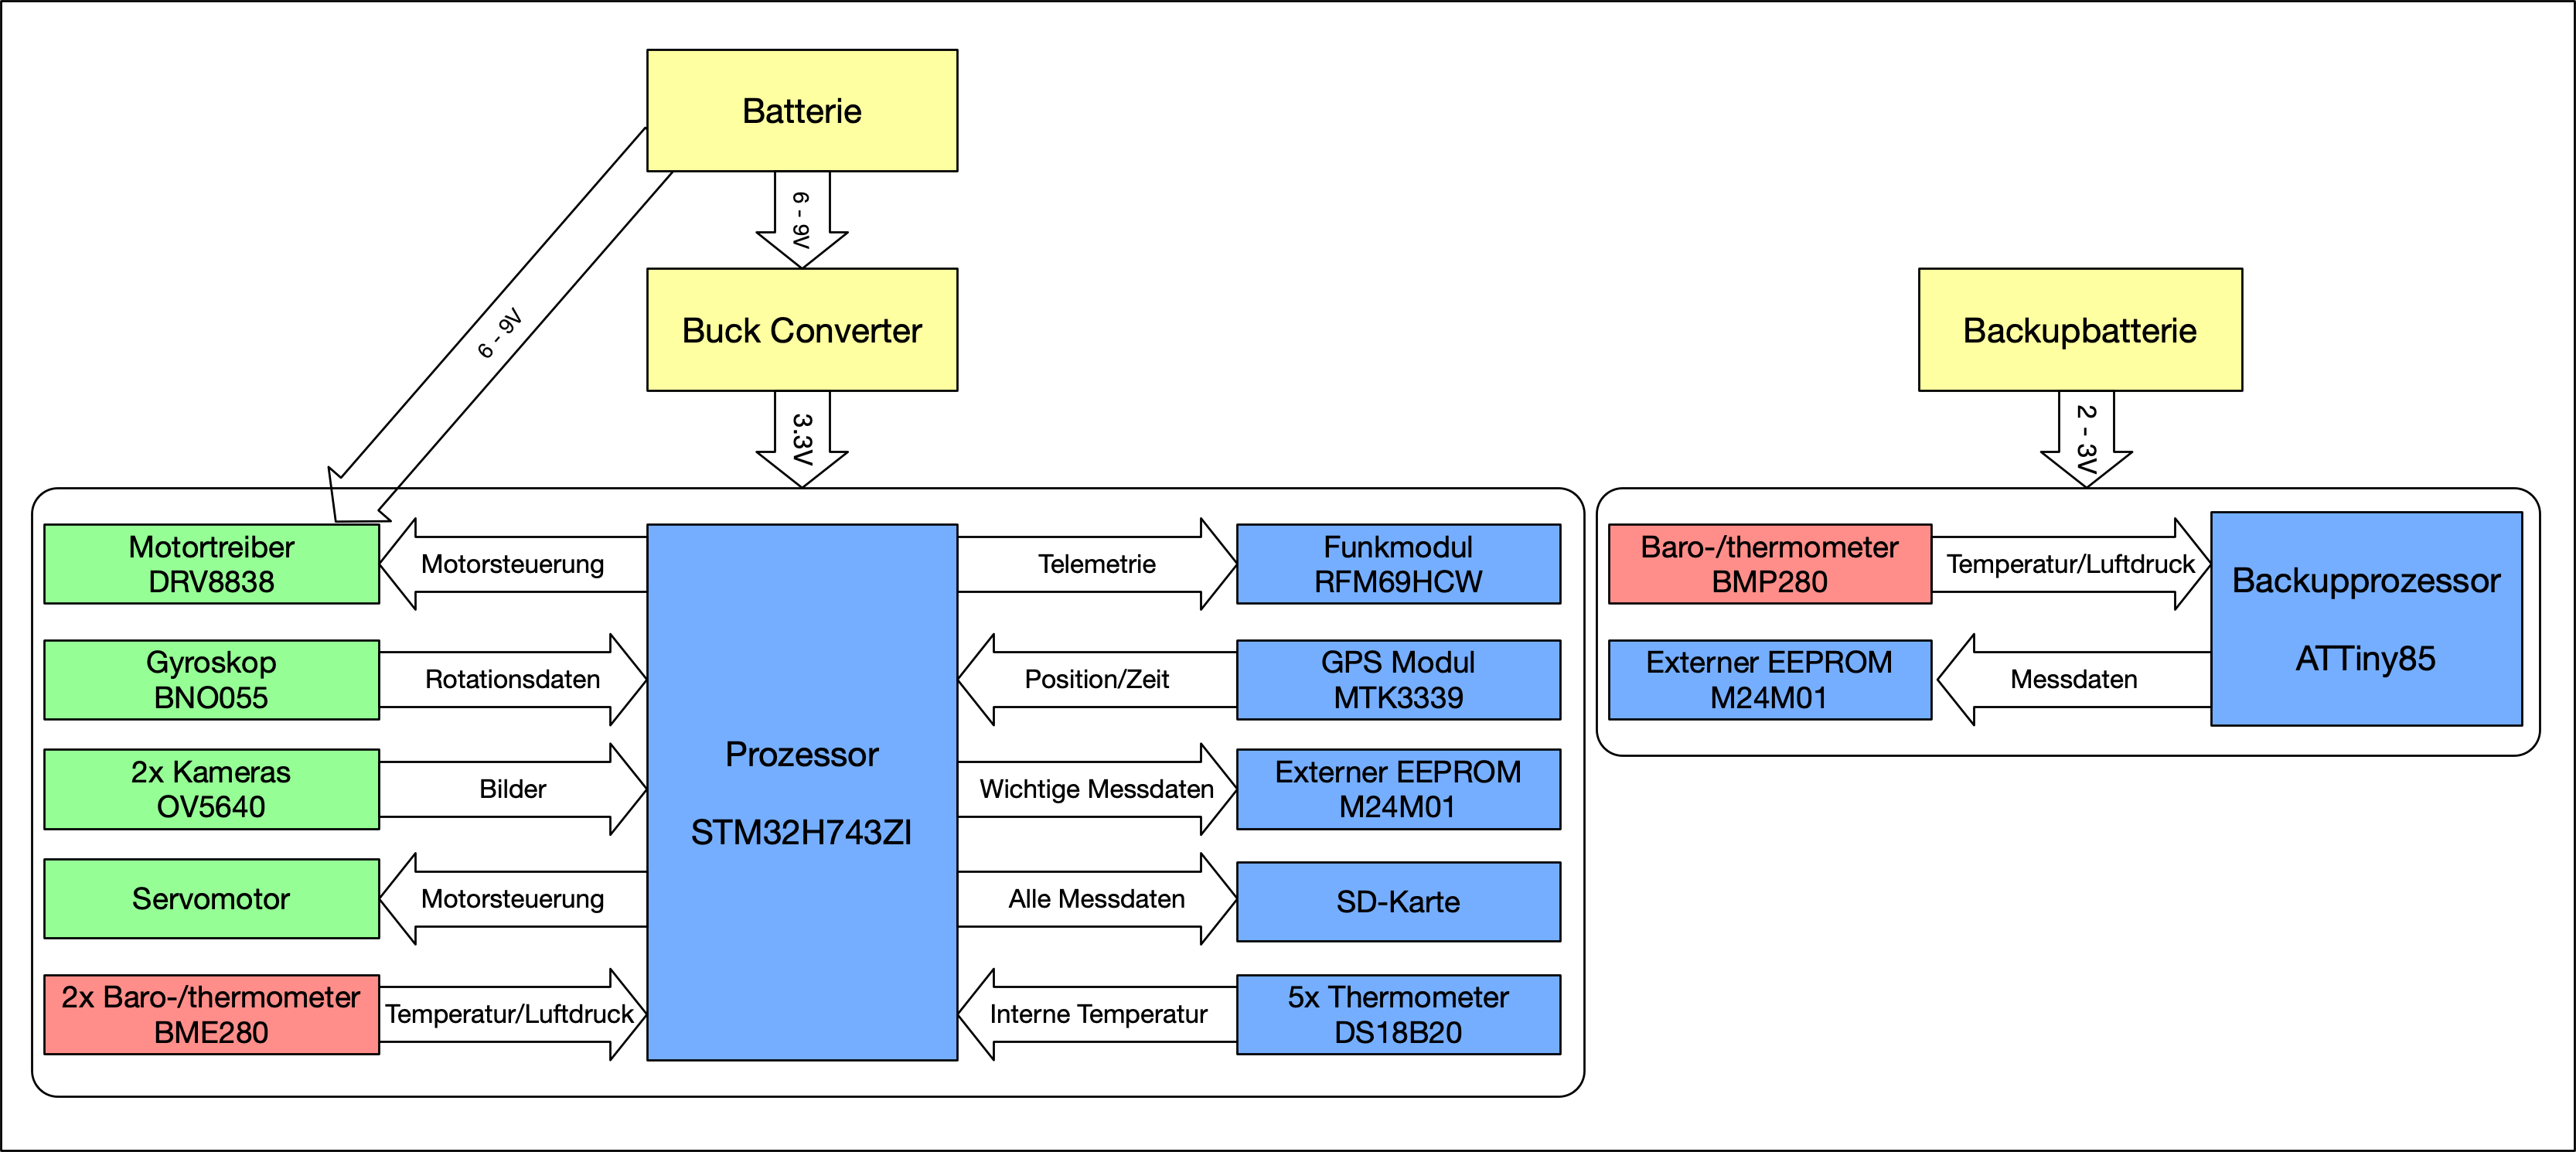 Batterie
6 - 9V
6 - 9V
Buck Converter
3.3V
Backupbatterie
2 - 3V
Motortreiber
DRV8838
Motorsteuerung
Gyroskop
BNO055
Rotationsdaten
2x Kameras
OV5640
Bilder
Servomotor
Motorsteuerung
2x Baro-/thermometer
BME280
Temperatur/Luftdruck
Prozessor
STM32H743ZI
Telemetrie
Funkmodul
RFM69HCW
Position/Zeit
GPS Modul
MTK3339
Wichtige Messdaten
Externer EEPROM
M24M01
Alle Messdaten
SD-Karte
Interne Temperatur
5x Thermometer
DS18B20
Baro-/thermometer
BMP280
Temperatur/Luftdruck
Externer EEPROM
M24M01
Messdaten
Backupprozessor
ATTiny85